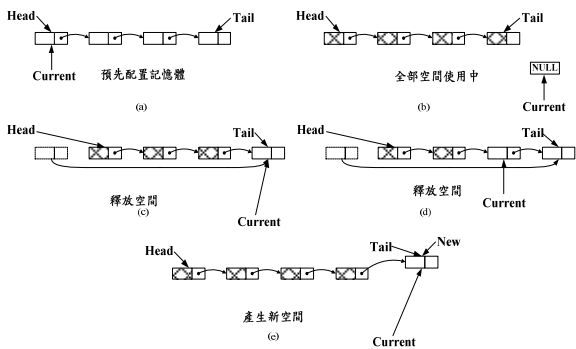 Head
Tail
Current
預先配置記憶體
(a)
Head
Tail
全部空間使用中
NULL
(b)
Current
Head
Tail
釋放空間
(c)
Current
Head
Tail
釋放空間
(d)
Current
Head
Tail
New
產生新空間
(e)
Current